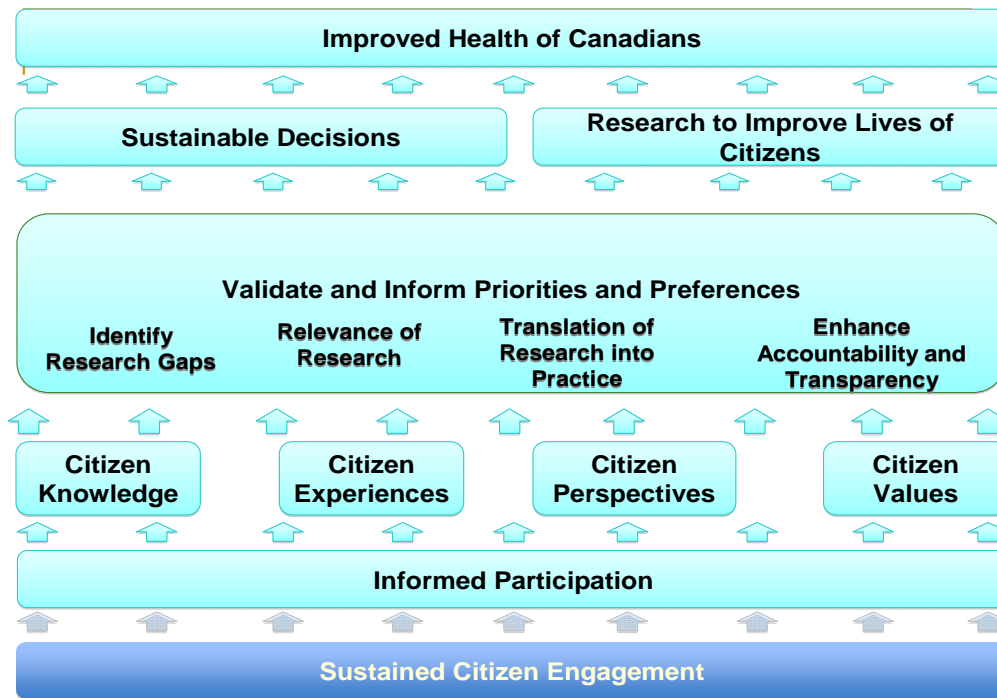 Improved Health of Canadians
Sustainable Decisions
Research to Improve Lives of
Citizens
Validate and Inform Priorities and Preferences
Identify
Research Gaps
Relevance of
Research
Translation of
Research into
Practice
Enhance
Accountability and
Transparency
Citizen
Knowledge
Citizen
Experiences
Citizen
Perspectives
Citizen
Values
Informed Participation
Sustained Citizen Engagement